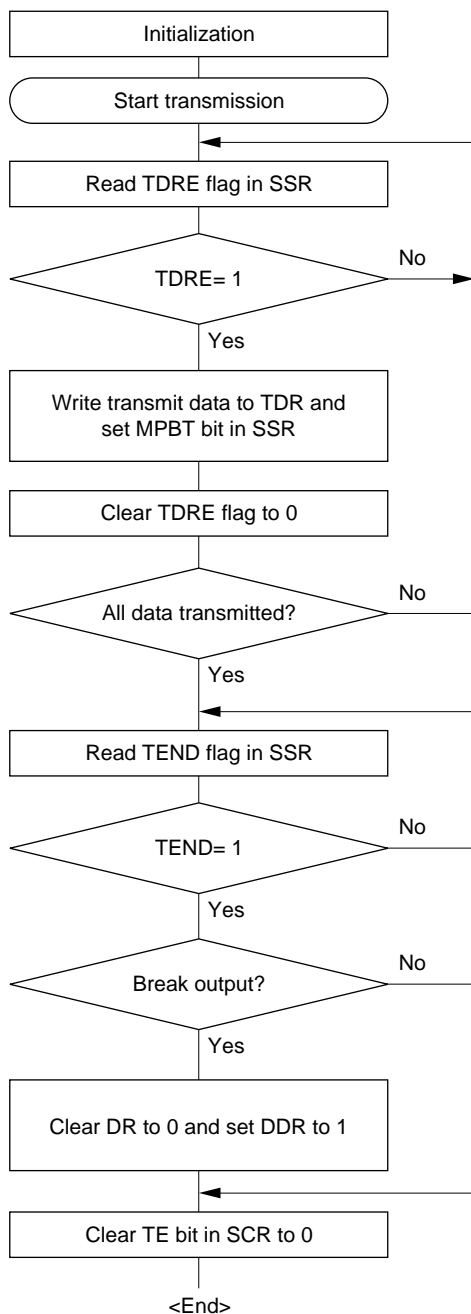 Initialization
Start transmission
Read TDRE flag in SSR
TDRE= 1
No
Yes
Write transmit data to TDR and
set MPBT bit in SSR
Clear TDRE flag to 0
All data transmitted?
No
Yes
Read TEND flag in SSR
TEND= 1
No
Yes
Break output?
No
Yes
Clear DR to 0 and set DDR to 1
Clear TE bit in SCR to 0
<End>